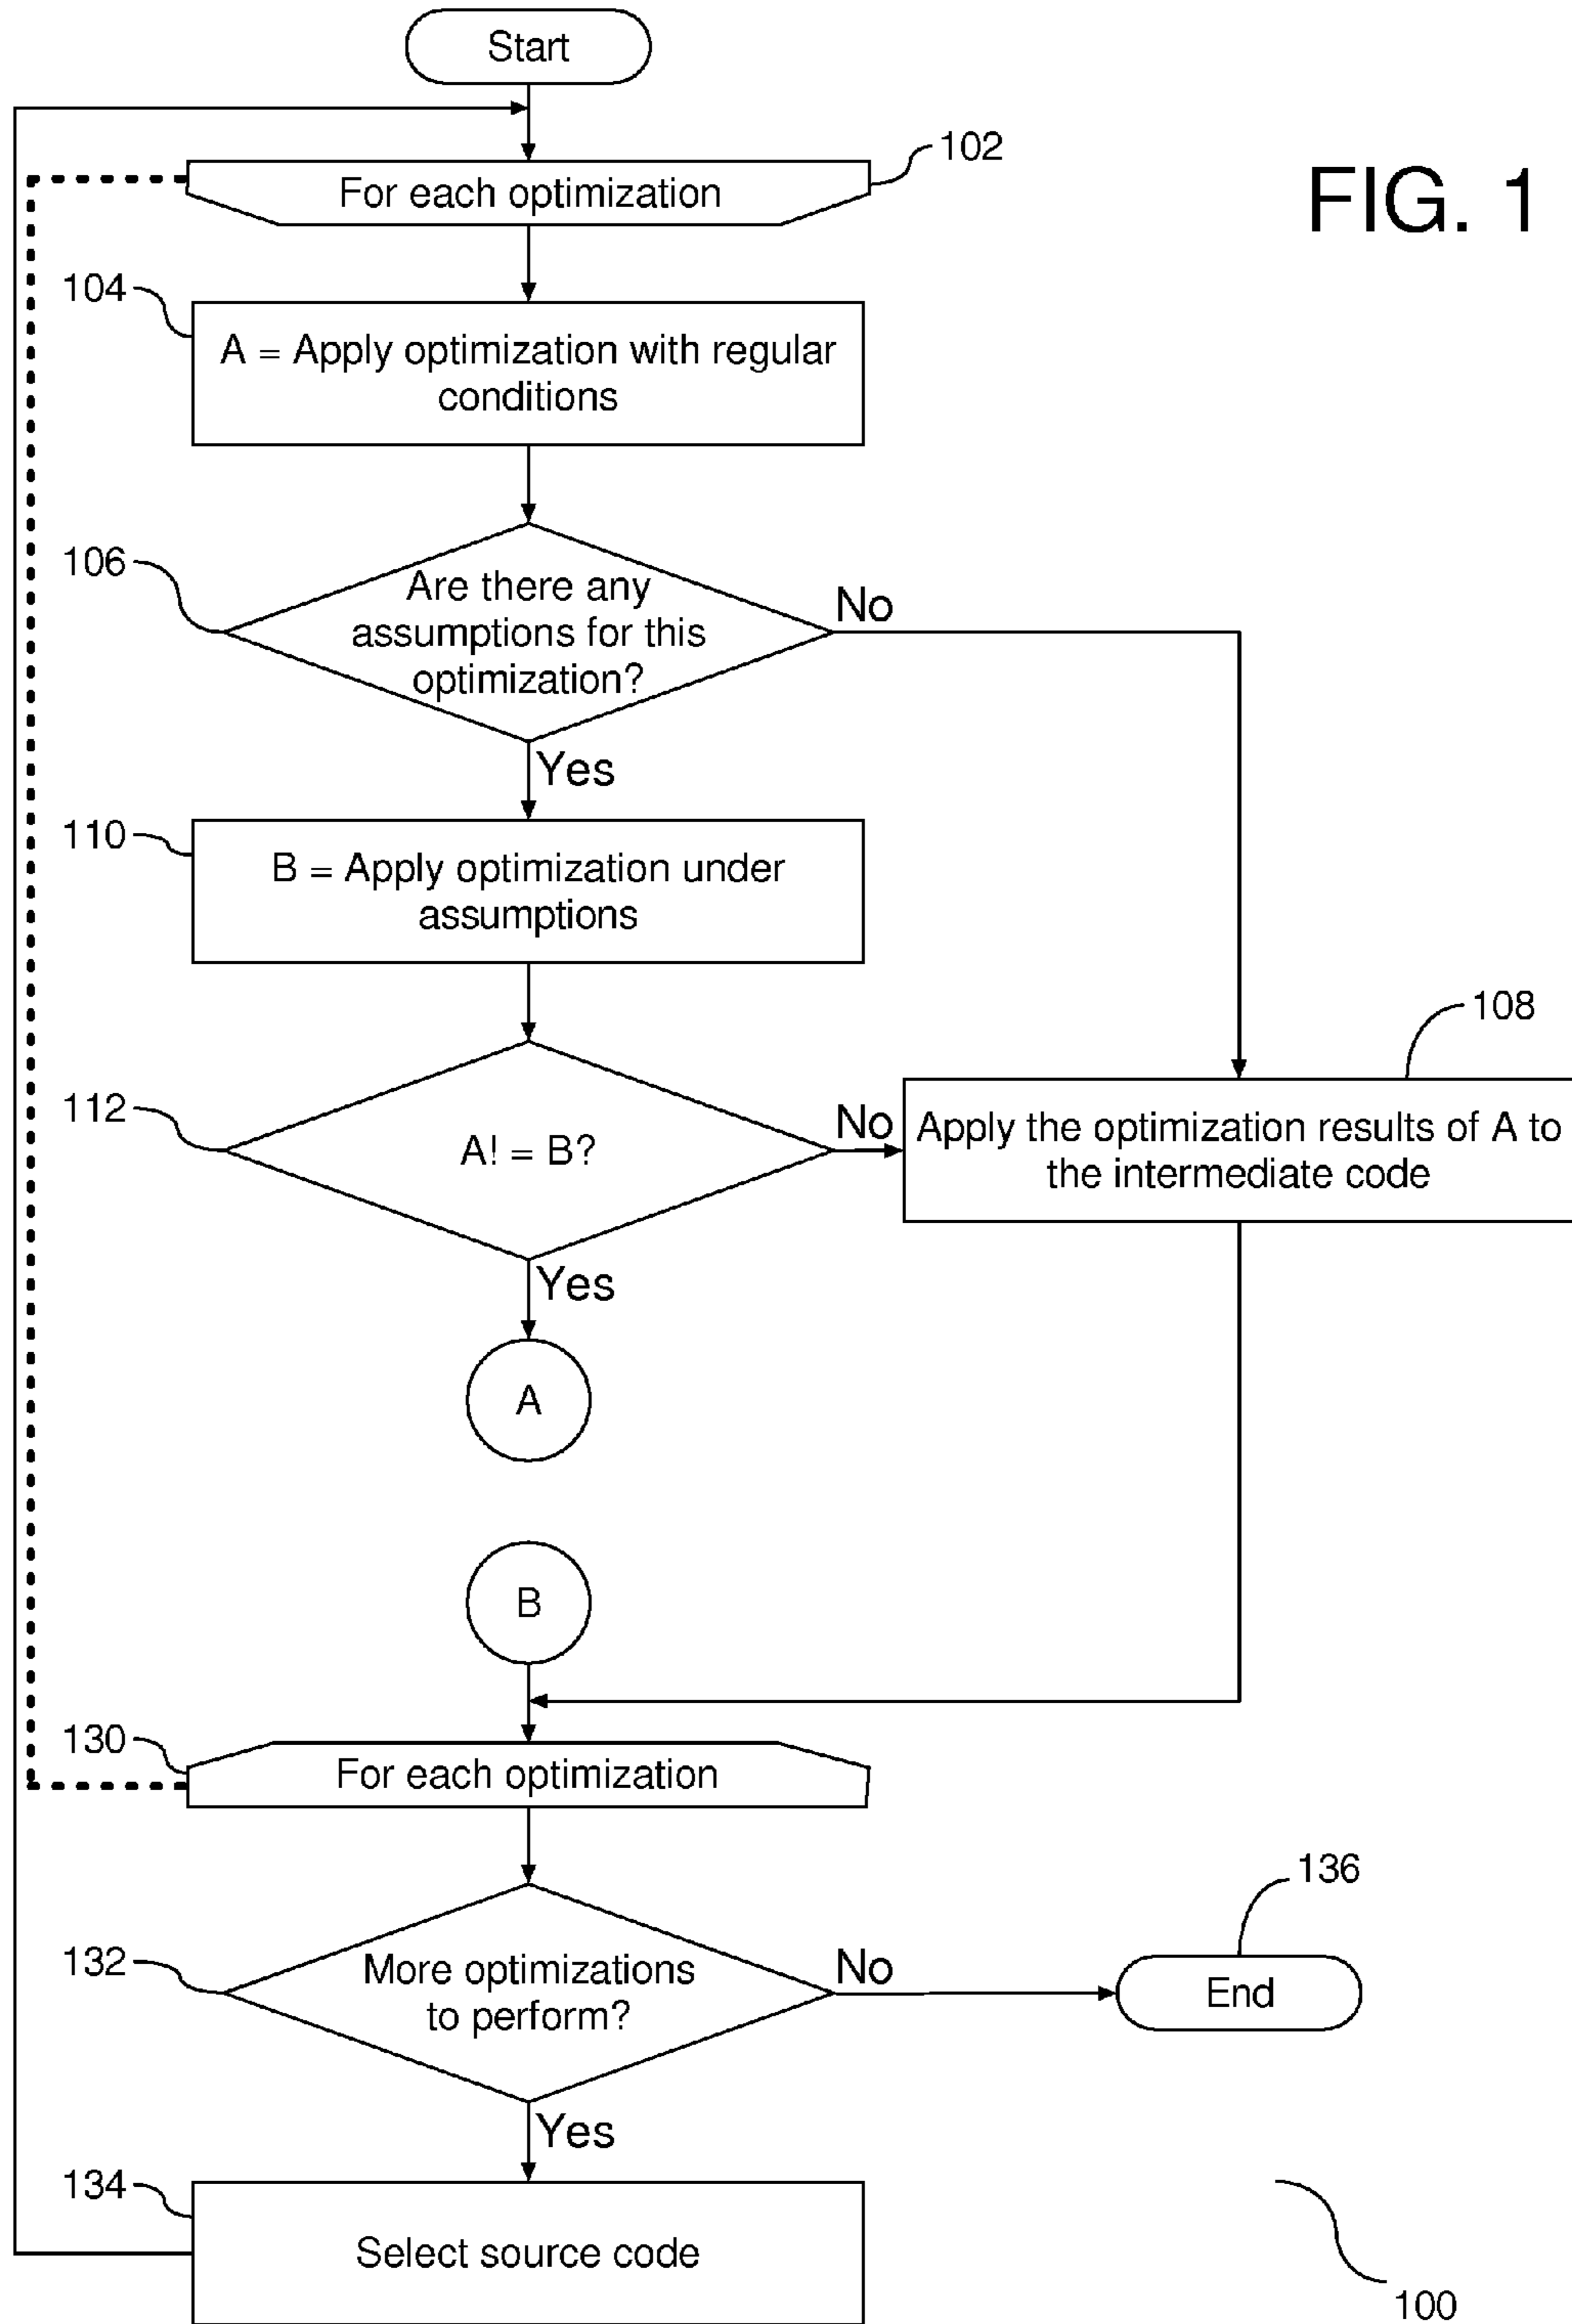 Start
FIG. 1
102
For each optimization
104
A = Apply optimization with regular
conditions
106
Are there any
assumptions for this
optimization?
No
Yes
110
B = Apply optimization under
assumptions
108
112
A! = B?
No
Apply the optimization results of A to
the intermediate code
Yes
A
B
130
For each optimization
136
132
More optimizations
to perform?
No
End
Yes
134
Select source code
100